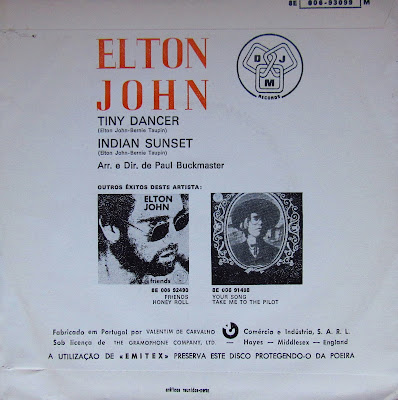 8E 006-93099 M
ELTON
JOHN
D J
M
RECORDS
TINY DANCER
(Elton John-Bernie Taupin)
INDIAN SUNSET
(Elton John-Bernie Taupin)
Arr. e Dir. de Paul Buckmaster
OUTROS ÊXITOS DESTE ARTISTA:
ELTON
JOHN
friends
8E 006 92490
FRIENDS
HONEY ROLL
8E 006 91408
YOUR SONG
TAKE ME TO THE PILOT
Fabricado em Portugal por VALENTIM DE CARVALHO Comércio e Indústria, S. A. R. L.
Sob licença de THE GRAMOPHONE COMPANY, LTD. — Hayes — Middlesex — England
A UTILIZAÇÃO DE «EMITEX» PRESERVA ESTE DISCO PROTEGENDO-O DA POEIRA
gráficos reunidos